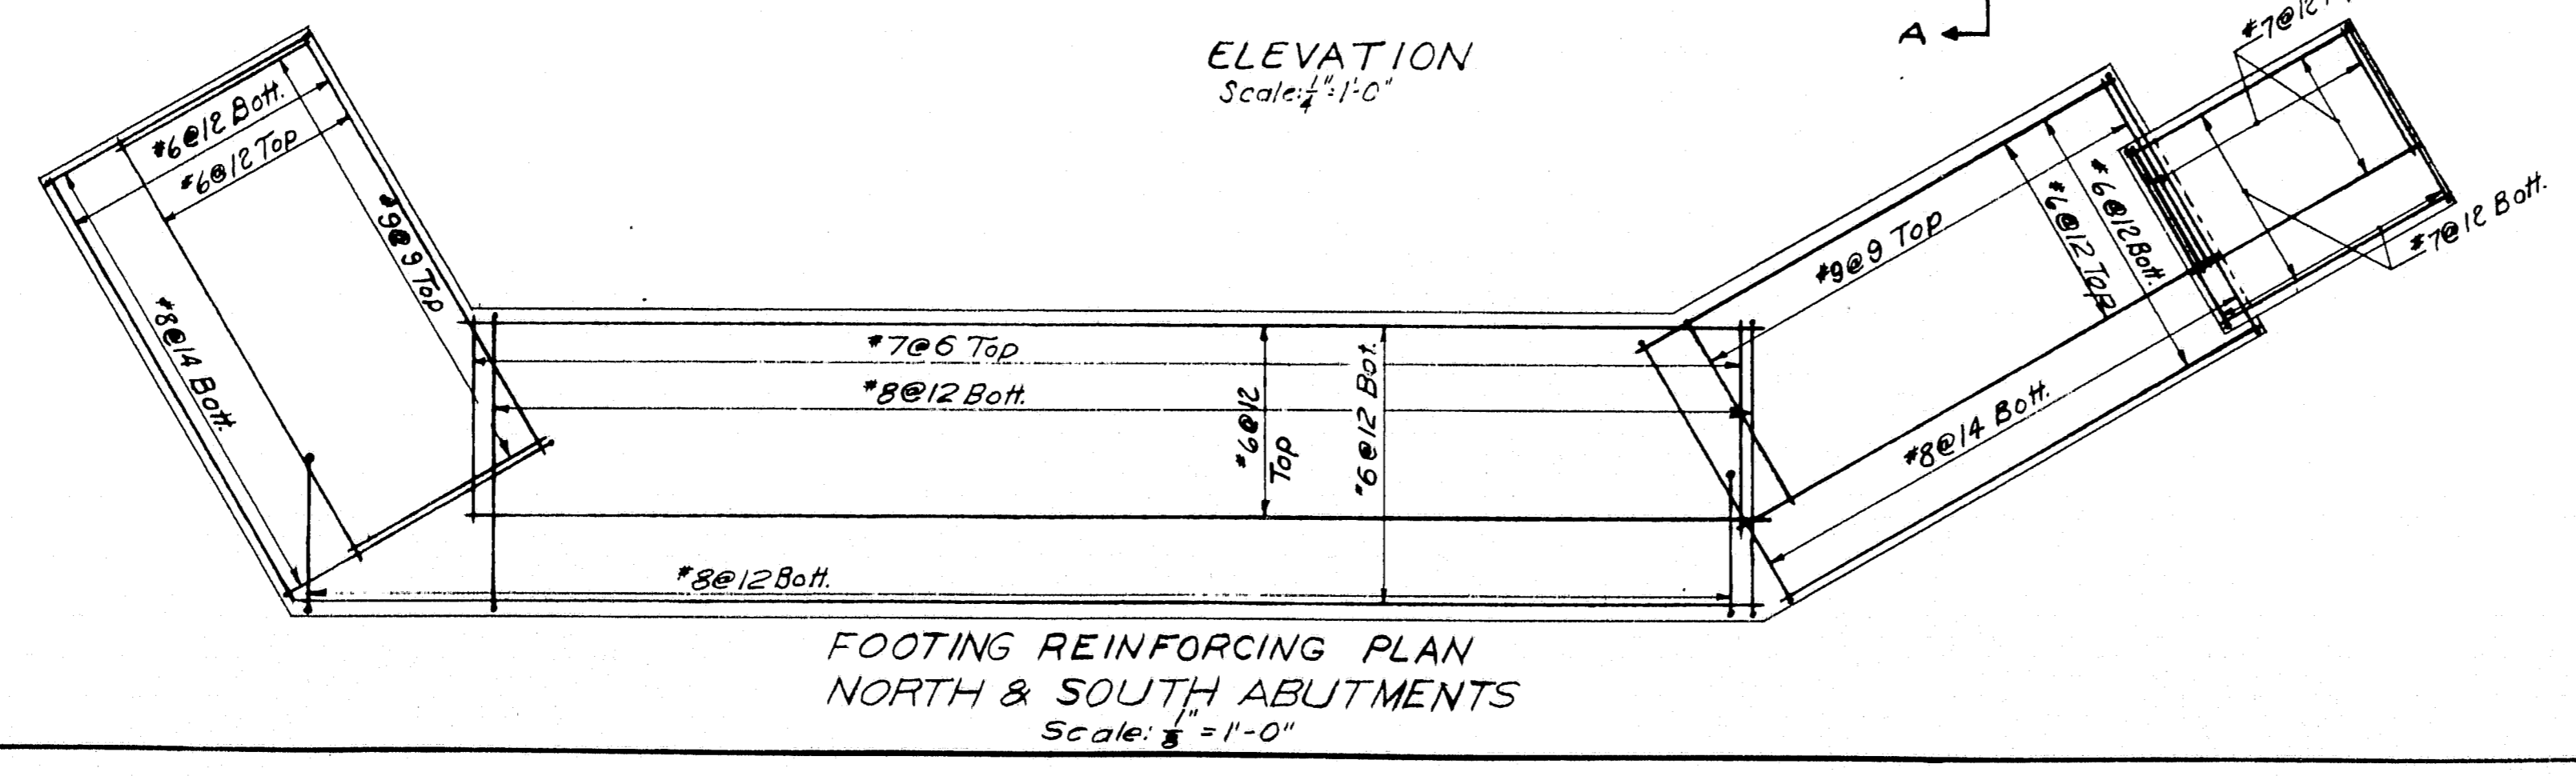 ELEVATION
Scale: 1/4" = 1'-0"
A
#7@12
#6@12 Bott.
#6@12 Top
#9@9 Top
#8@14 Bott.
#7@6 Top
#8@12 Bott.
#6@12
Top
#6@12 Bot.
#8@12 Bott.
#9@9 Top
#6@12 Top
#6@12 Bott.
#8@14 Bott.
#7@12 Bott.
FOOTING REINFORCING PLAN
NORTH & SOUTH ABUTMENTS
Scale: 1/8" = 1'-0"